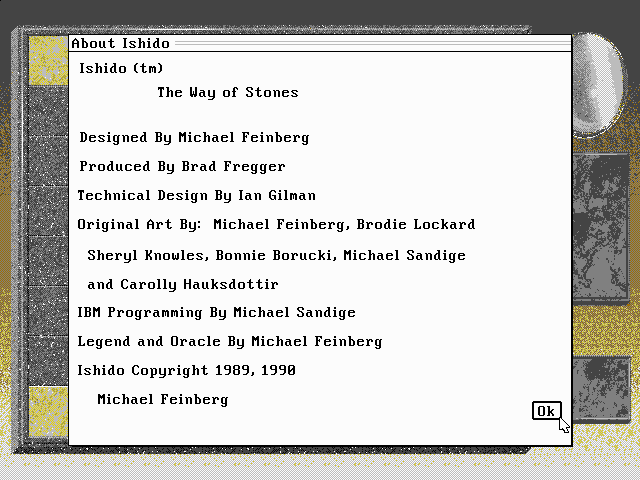 About Ishido
Ishido (tm)
The Way of Stones
Designed By Michael Feinberg
Produced By Brad Fregger
Technical Design By Ian Gilman
Original Art By: Michael Feinberg, Brodie Lockard
Sheryl Knowles, Bonnie Borucki, Michael Sandige
and Carolly Hauksdottir
IBM Programming By Michael Sandige
Legend and Oracle By Michael Feinberg
Ishido Copyright 1989, 1990
Michael Feinberg
Ok